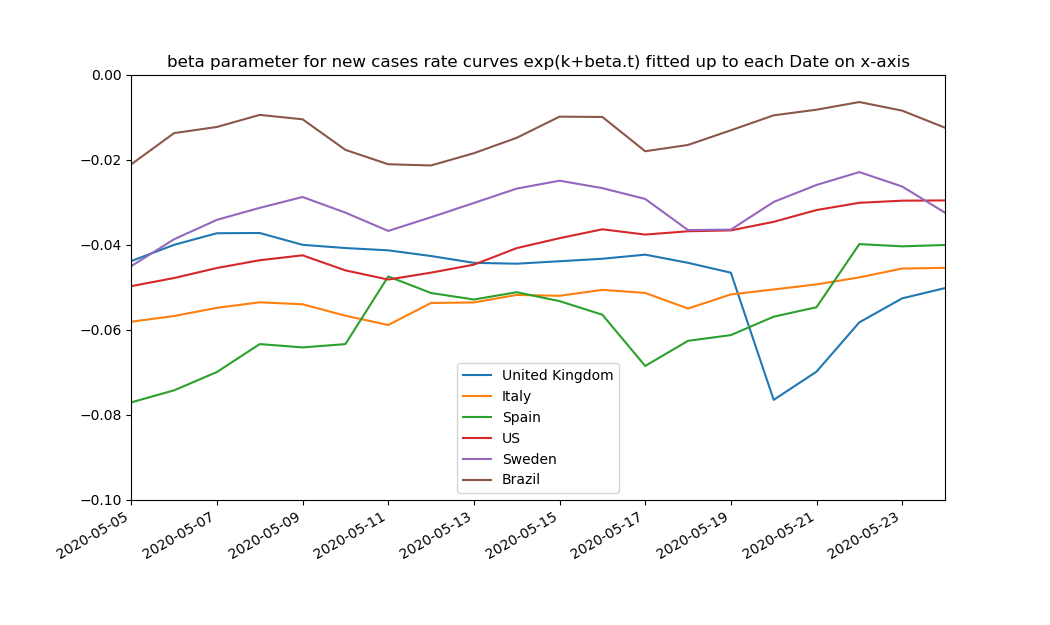 beta parameter for new cases rate curves exp(k+beta.t) fitted up to each Date on x-axis
0.00
−0.02
−0.04
−0.06
−0.08
−0.10
United Kingdom
Italy
Spain
US
Sweden
Brazil
2020-05-05
2020-05-07
2020-05-09
2020-05-11
2020-05-13
2020-05-15
2020-05-17
2020-05-19
2020-05-21
2020-05-23